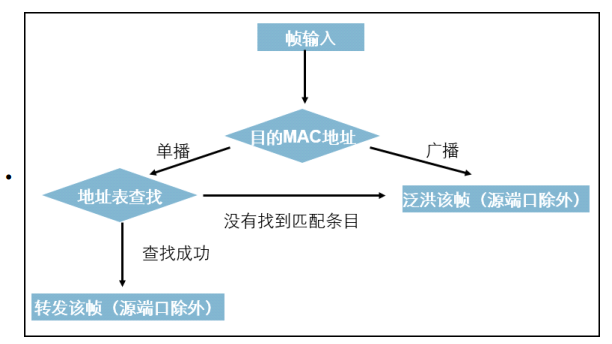 帧输入
目的MAC地址
单播
广播
地址表查找
泛洪该帧（源端口除外）
没有找到匹配条目
查找成功
转发该帧（源端口除外）